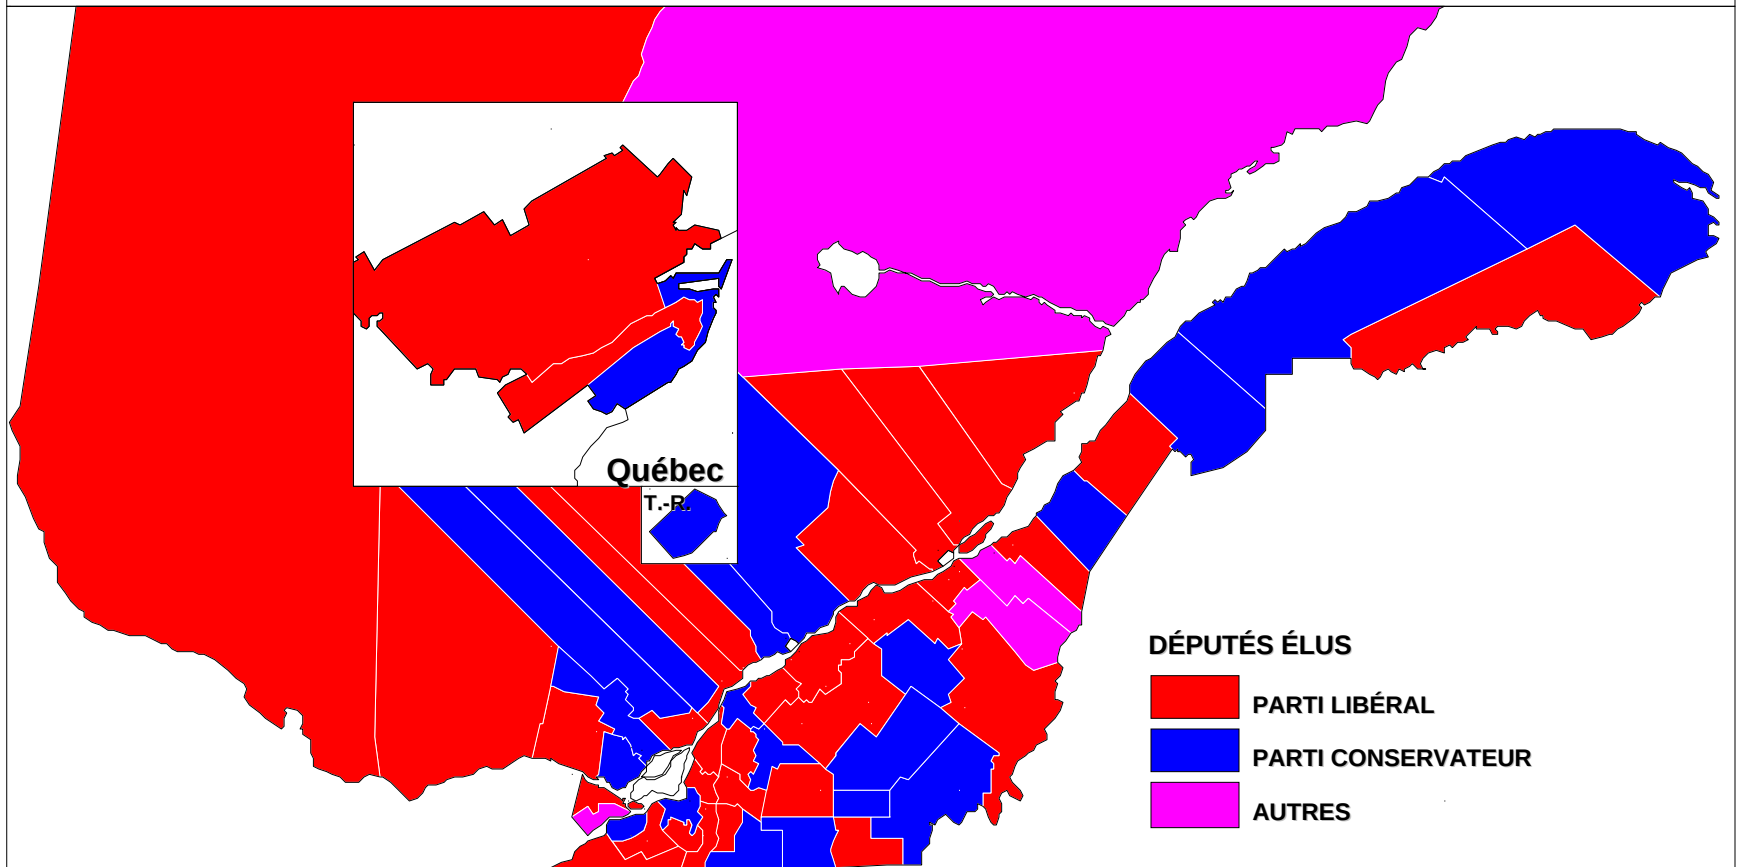 Québec
T.-R.
DÉPUTÉS ÉLUS
PARTI LIBÉRAL
PARTI CONSERVATEUR
AUTRES